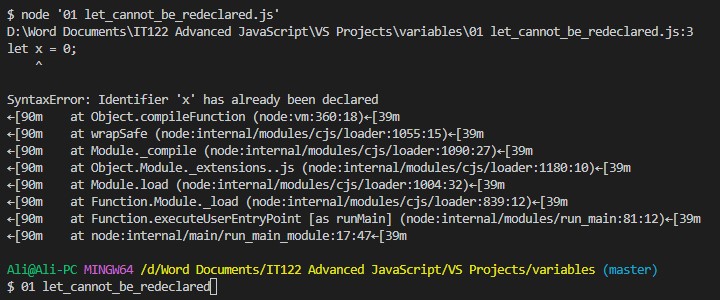 $ node '01 let_cannot_be_redeclared.js'
D:\Word Documents\IT122 Advanced JavaScript\VS Projects\variables\01 let_cannot_be_redeclared.js:3
let x = 0;
    ^

SyntaxError: Identifier 'x' has already been declared
←[90m    at Object.compileFunction (node:vm:360:18)←[39m
←[90m    at wrapSafe (node:internal/modules/cjs/loader:1055:15)←[39m
←[90m    at Module._compile (node:internal/modules/cjs/loader:1090:27)←[39m
←[90m    at Object.Module._extensions..js (node:internal/modules/cjs/loader:1180:10)←[39m
←[90m    at Module.load (node:internal/modules/cjs/loader:1004:32)←[39m
←[90m    at Function.Module._load (node:internal/modules/cjs/loader:839:12)←[39m
←[90m    at Function.executeUserEntryPoint [as runMain] (node:internal/modules/run_main:81:12)←[39m
←[90m    at node:internal/main/run_main_module:17:47←[39m

Ali@Ali-PC MINGW64 /d/Word Documents/IT122 Advanced JavaScript/VS Projects/variables (master)
$ 01 let_cannot_be_redeclared